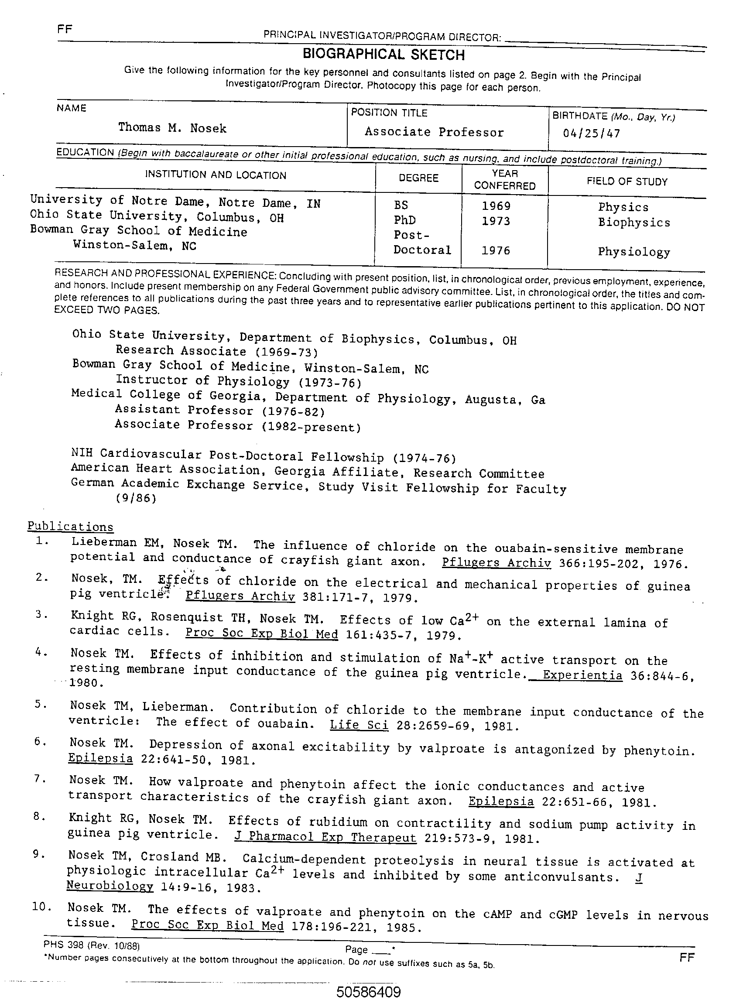 FF
PRINCIPAL INVESTIGATOR/PROGRAM DIRECTOR:
BIOGRAPHICAL SKETCH
Give the following information for the key personnel and consultants listed on page 2. Begin with the Principal
Investigator/Program Director. Photocopy this page for each person.
NAME
Thomas M. Nosek
POSITION TITLE
Associate Professor
BIRTHDATE (Mo., Day, Yr.)
04/25/47
EDUCATION (Begin with baccalaureate or other initial professional education, such as nursing, and include postdoctoral training.)
INSTITUTION AND LOCATION DEGREE YEAR CONFERRED FIELD OF STUDY
University of Notre Dame, Notre Dame, IN BS 1969 Physics
Ohio State University, Columbus, OH PhD 1973 Biophysics
Bowman Gray School of Medicine Post-
Winston-Salem, NC Doctoral 1976 Physiology
RESEARCH AND PROFESSIONAL EXPERIENCE: Concluding with present position, list, in chronological order, previous employment, experience,
and honors. Include present membership on any Federal Government public advisory committee. List, in chronological order, the titles and com-
plete references to all publications during the past three years and to representative earlier publications pertinent to this application. DO NOT
EXCEED TWO PAGES.
Ohio State University, Department of Biophysics, Columbus, OH
Research Associate (1969-73)
Bowman Gray School of Medicine, Winston-Salem, NC
Instructor of Physiology (1973-76)
Medical College of Georgia, Department of Physiology, Augusta, Ga
Assistant Professor (1976-82)
Associate Professor (1982-present)
NIH Cardiovascular Post-Doctoral Fellowship (1974-76)
American Heart Association, Georgia Affiliate, Research Committee
German Academic Exchange Service, Study Visit Fellowship for Faculty
(9/86)
Publications
1. Lieberman EM, Nosek TM. The influence of chloride on the ouabain-sensitive membrane
potential and conductance of crayfish giant axon. Pflugers Archiv 366:195-202, 1976.
2. Nosek, TM. Effects of chloride on the electrical and mechanical properties of guinea
pig ventricle. Pflugers Archiv 381:171-7, 1979.
3. Knight RG, Rosenquist TH, Nosek TM. Effects of low Ca2+ on the external lamina of
cardiac cells. Proc Soc Exp Biol Med 161:435-7, 1979.
4. Nosek TM. Effects of inhibition and stimulation of Na+-K+ active transport on the
resting membrane input conductance of the guinea pig ventricle. Experientia 36:844-6,
1980.
5. Nosek TM, Lieberman. Contribution of chloride to the membrane input conductance of the
ventricle: The effect of ouabain. Life Sci 28:2659-69, 1981.
6. Nosek TM. Depression of axonal excitability by valproate is antagonized by phenytoin.
Epilepsia 22:641-50, 1981.
7. Nosek TM. How valproate and phenytoin affect the ionic conductances and active
transport characteristics of the crayfish giant axon. Epilepsia 22:651-66, 1981.
8. Knight RG, Nosek TM. Effects of rubidium on contractility and sodium pump activity in
guinea pig ventricle. J Pharmacol Exp Therapeut 219:573-9, 1981.
9. Nosek TM, Crosland MB. Calcium-dependent proteolysis in neural tissue is activated at
physiologic intracellular Ca2+ levels and inhibited by some anticonvulsants. J
Neurobiology 14:9-16, 1983.
10. Nosek TM. The effects of valproate and phenytoin on the cAMP and cGMP levels in nervous
tissue. Proc Soc Exp Biol Med 178:196-221, 1985.
PHS 398 (Rev. 10/88) Page ___* FF
*Number pages consecutively at the bottom throughout the application. Do not use suffixes such as 5a, 5b.
50586409